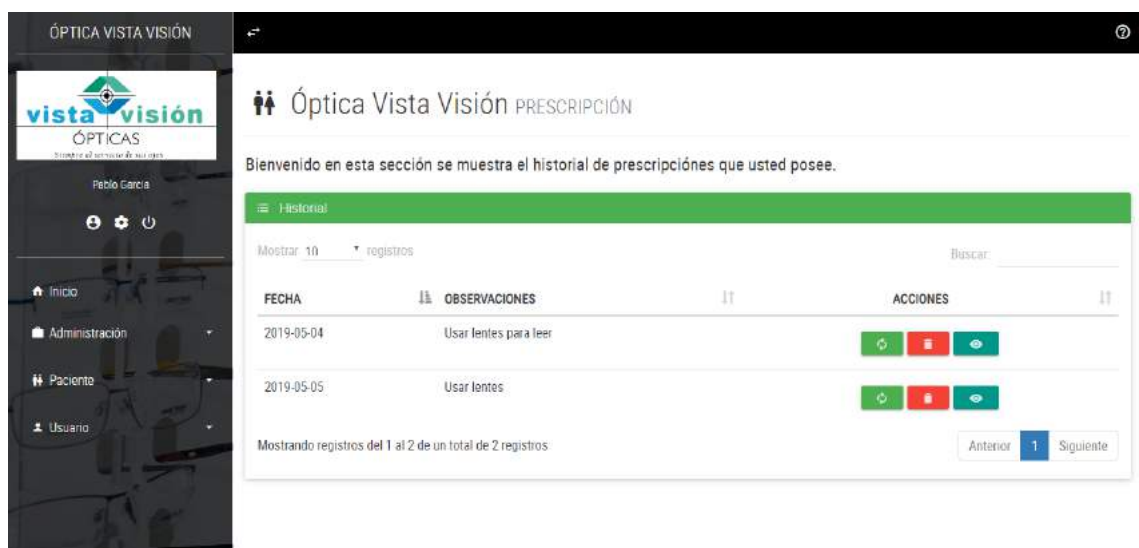 ÓPTICA VISTA VISIÓN
vista visión
ÓPTICAS
Pablo Garcia
Inicio
Administración
Paciente
Usuario
Óptica Vista Visión PRESCRIPCIÓN
Bienvenido en esta sección se muestra el historial de prescripciónes que usted posee.
Historial
Mostrar 10 registros
Buscar:
FECHA OBSERVACIONES ACCIONES
2019-05-04 Usar lentes para leer
2019-05-05 Usar lentes
Mostrando registros del 1 al 2 de un total de 2 registros
Anterior 1 Siguiente